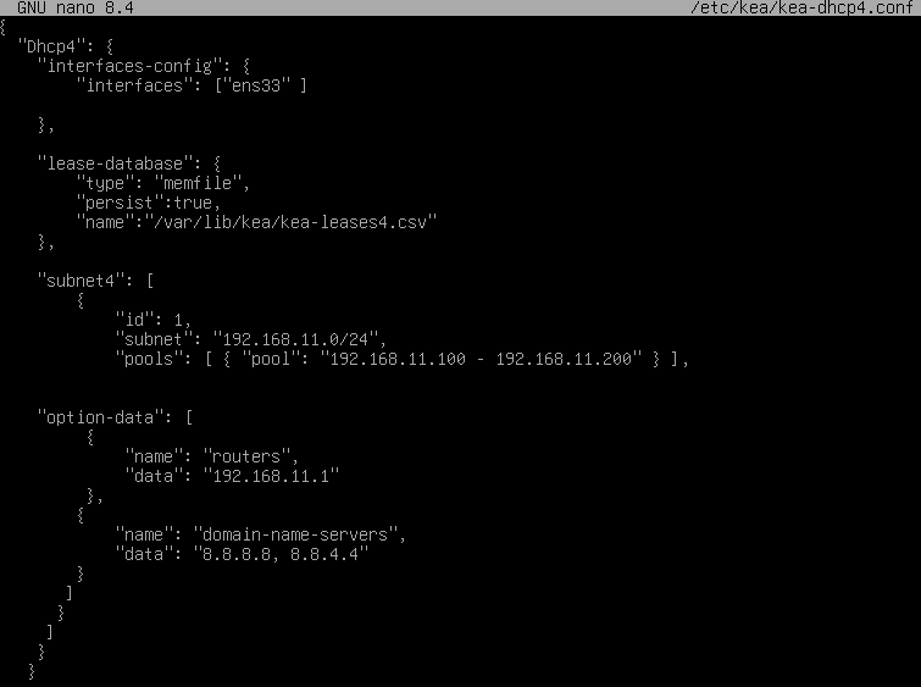 GNU nano 8.4 /etc/kea/kea-dhcp4.conf
{
"Dhcp4": {
"interfaces-config": {
"interfaces": ["ens33" ]
},
"lease-database": {
"type": "memfile",
"persist":true,
"name":"/var/lib/kea/kea-leases4.csv"
},
"subnet4": [
{
"id": 1,
"subnet": "192.168.11.0/24",
"pools": [ { "pool": "192.168.11.100 - 192.168.11.200" } ],
"option-data": [
{
"name": "routers",
"data": "192.168.11.1"
},
{
"name": "domain-name-servers",
"data": "8.8.8.8, 8.8.4.4"
}
]
}
]
}
}